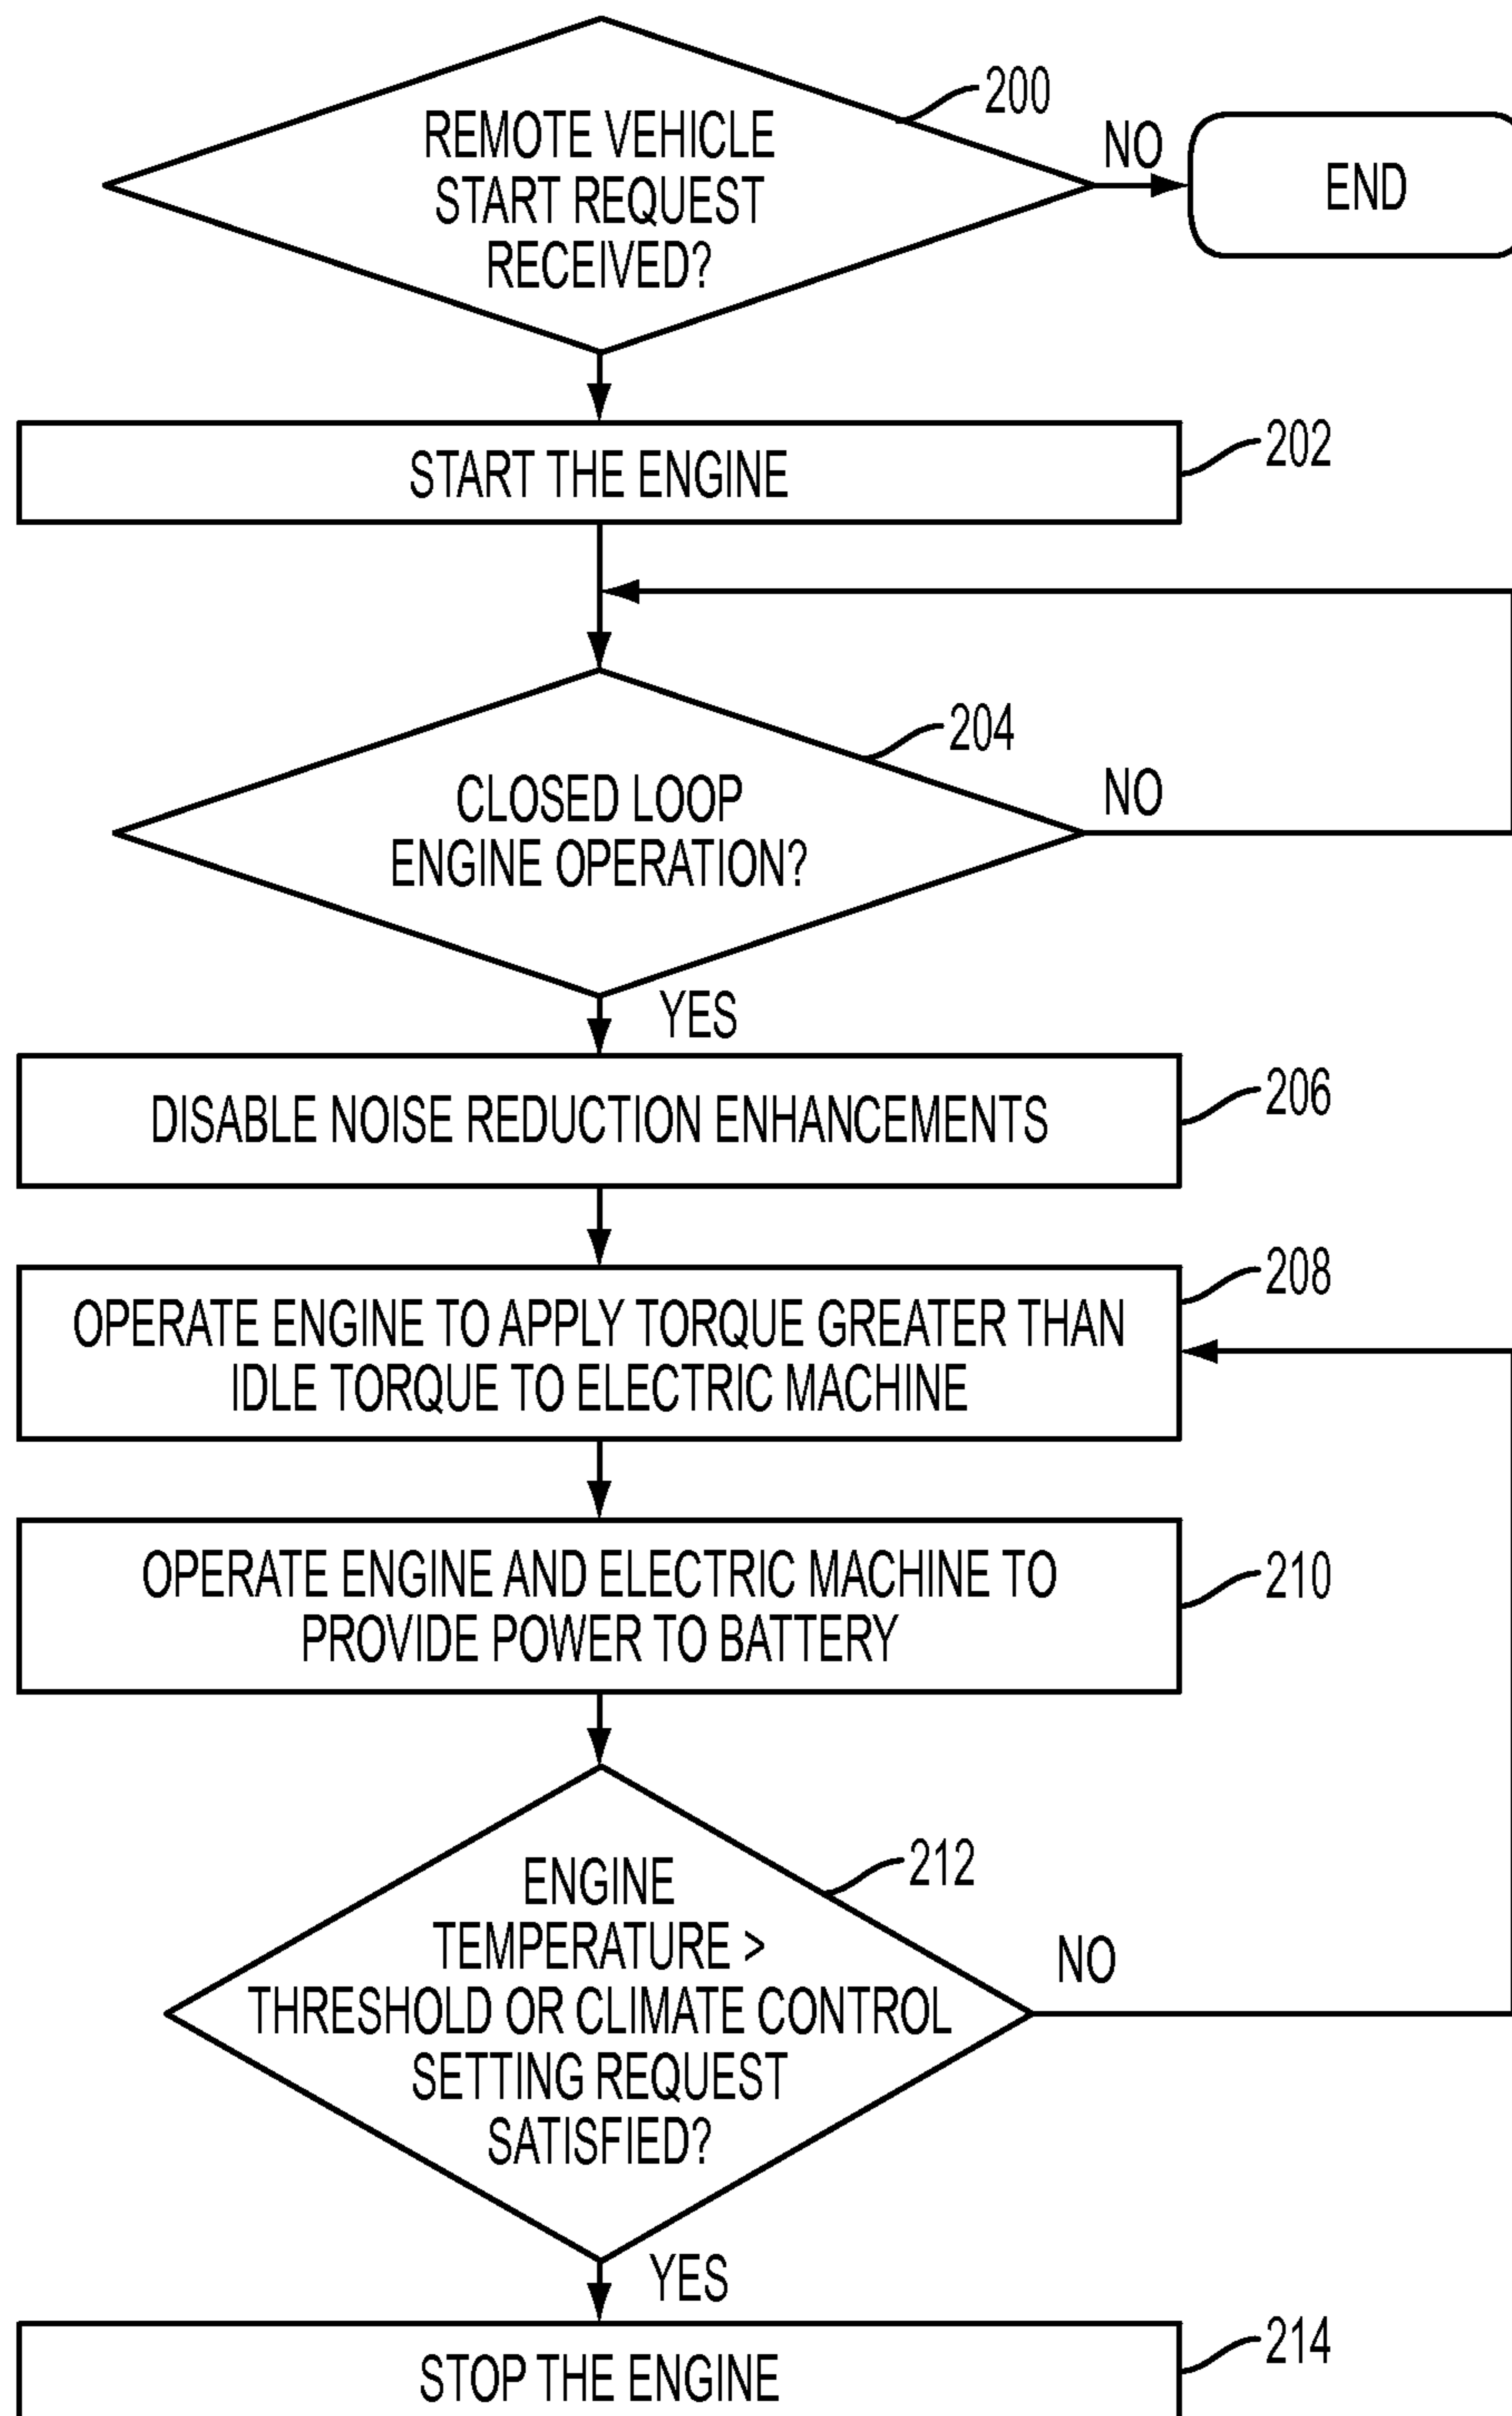 REMOTE VEHICLE
START REQUEST
RECEIVED?
200
NO
END
START THE ENGINE
202
CLOSED LOOP
ENGINE OPERATION?
204
NO
YES
DISABLE NOISE REDUCTION ENHANCEMENTS
206
OPERATE ENGINE TO APPLY TORQUE GREATER THAN
IDLE TORQUE TO ELECTRIC MACHINE
208
OPERATE ENGINE AND ELECTRIC MACHINE TO
PROVIDE POWER TO BATTERY
210
ENGINE
TEMPERATURE >
THRESHOLD OR CLIMATE CONTROL
SETTING REQUEST
SATISFIED?
212
NO
YES
STOP THE ENGINE
214